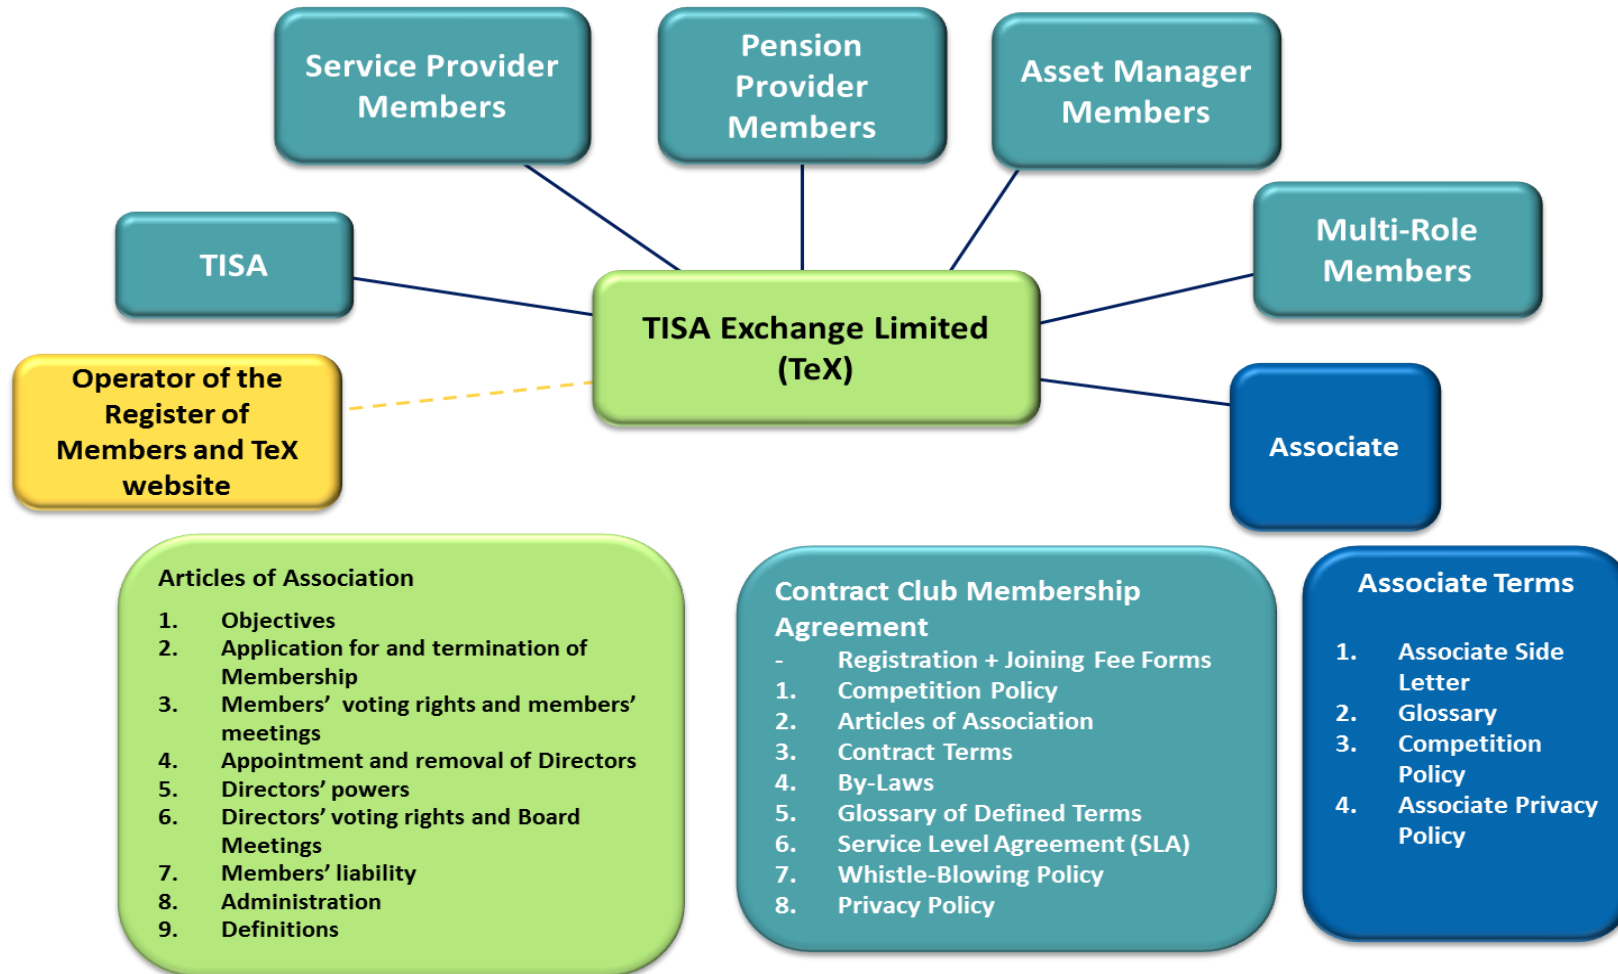 Service Provider
Members
Pension
Provider
Members
Asset Manager
Members
TISA
Multi-Role
Members
TISA Exchange Limited
(TeX)
Operator of the
Register of
Members and TeX
website
Associate
Articles of Association
1. Objectives
2. Application for and termination of
Membership
3. Members’ voting rights and members’
meetings
4. Appointment and removal of Directors
5. Directors’ powers
6. Directors’ voting rights and Board
Meetings
7. Members’ liability
8. Administration
9. Definitions
Contract Club Membership
Agreement
- Registration + Joining Fee Forms
1. Competition Policy
2. Articles of Association
3. Contract Terms
4. By-Laws
5. Glossary of Defined Terms
6. Service Level Agreement (SLA)
7. Whistle-Blowing Policy
8. Privacy Policy
Associate Terms
1. Associate Side
Letter
2. Glossary
3. Competition
Policy
4. Associate Privacy
Policy